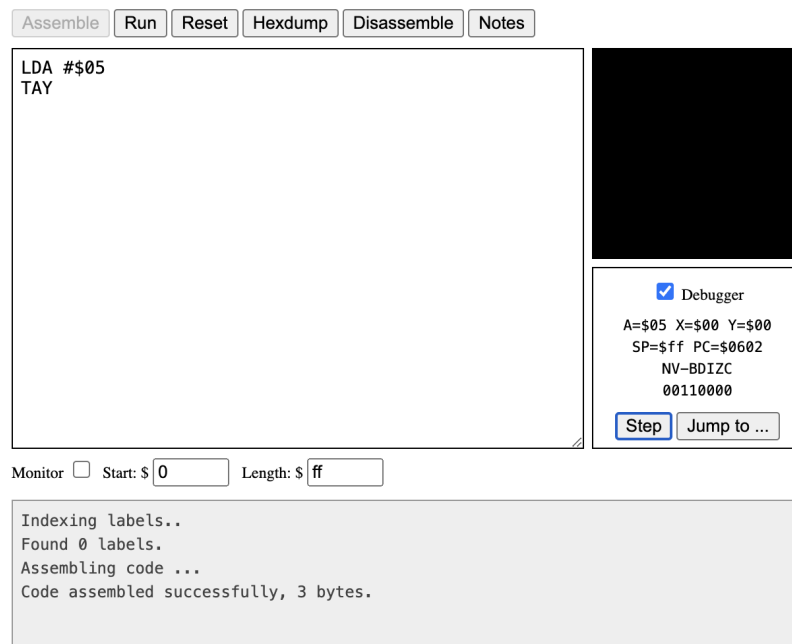 Assemble Run Reset Hexdump Disassemble Notes
LDA #$05
TAY
Debugger
A=$05 X=$00 Y=$00
SP=$ff PC=$0602
NV-BDIZC
00110000
Step Jump to ...
Monitor Start: $ 0 Length: $ ff
Indexing labels..
Found 0 labels.
Assembling code ...
Code assembled successfully, 3 bytes.